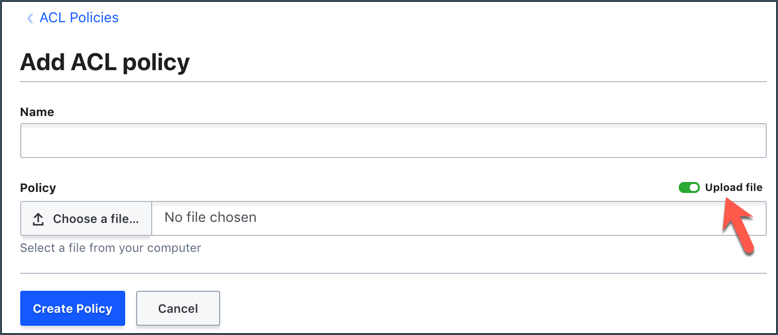 ACL Policies
Add ACL policy
Name
Policy
Upload file
Choose a file...
No file chosen
Select a file from your computer
Create Policy
Cancel